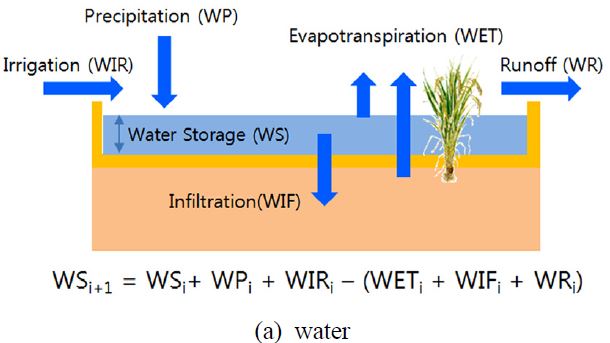 Precipitation (WP)
Evapotranspiration (WET)
Irrigation (WIR)
Runoff (WR)
Water Storage (WS)
Infiltration(WIF)
WSi+1 = WSi+ WPi + WIRi – (WETi + WIFi + WRi)
(a) water